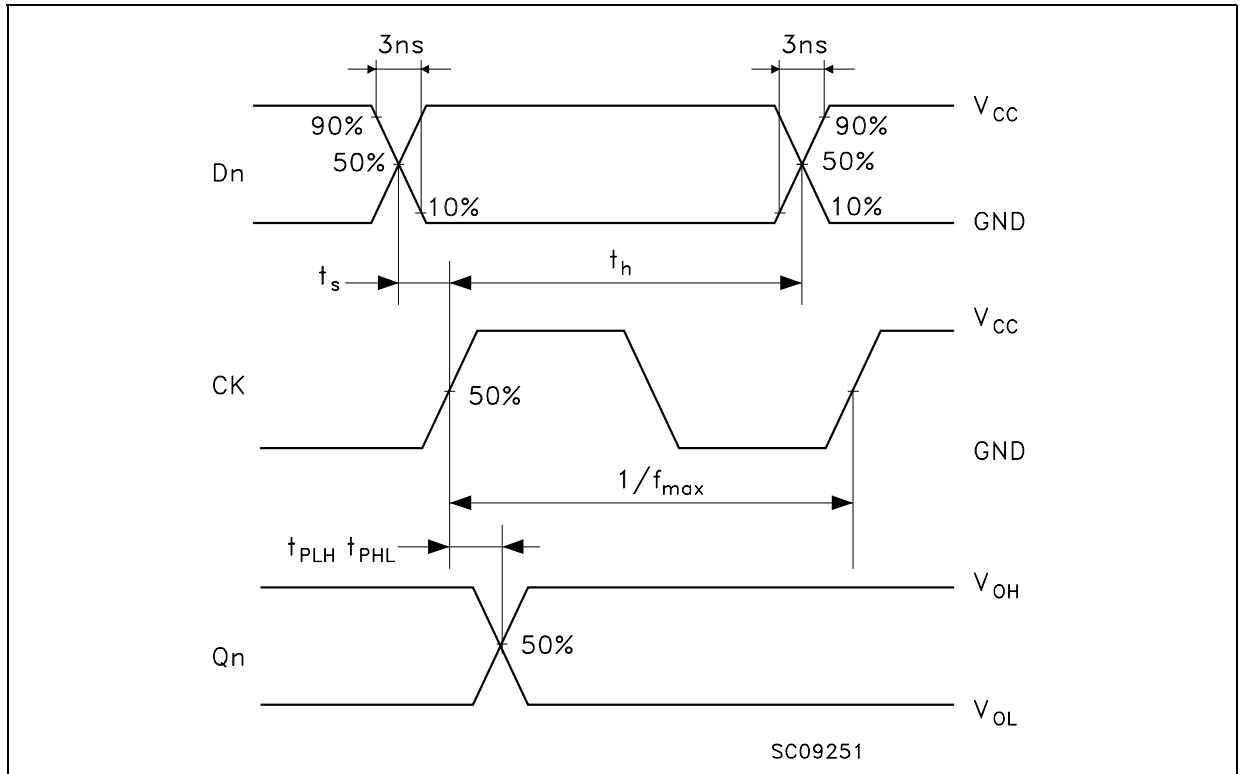 3ns 3ns
V_CC
90% 90%
Dn 50% 50%
10% 10%
GND
t_s t_h
V_CC
CK 50%
GND
1/f_max
t_PLH t_PHL
V_OH
Qn 50%
V_OL
SC09251